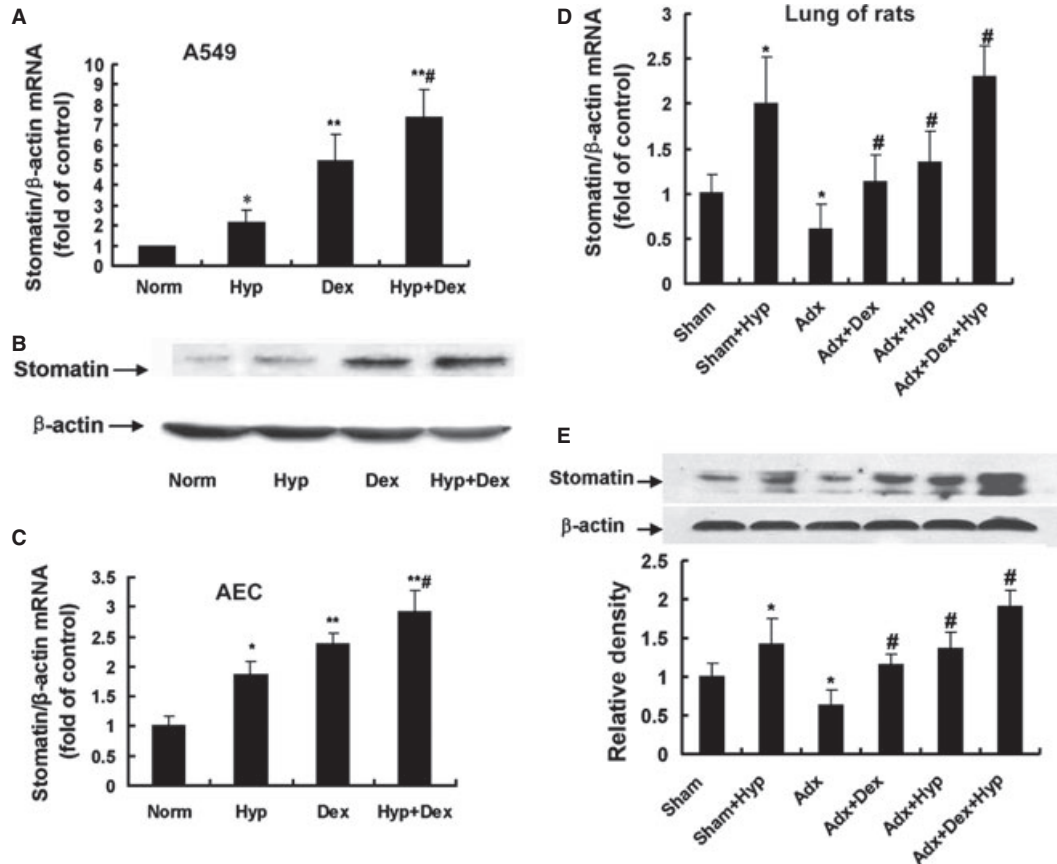 A
A549
Stomatin/β-actin mRNA
(fold of control)
10
9
8
7
6
5
4
3
2
1
0
*
**
**#
Norm Hyp Dex Hyp+Dex
B
Stomatin
β-actin
Norm Hyp Dex Hyp+Dex
C
AEC
Stomatin/β-actin mRNA
(fold of control)
3.5
3
2.5
2
1.5
1
0.5
0
*
**
**#
Norm Hyp Dex Hyp+Dex
D
Lung of rats
Stomatin/β-actin mRNA
(fold of control)
3
2.5
2
1.5
1
0.5
0
*
*
#
#
#
Sham Sham+Hyp Adx Adx+Dex Adx+Hyp Adx+Dex+Hyp
E
Stomatin
β-actin
Relative density
2.5
2
1.5
1
0.5
0
*
*
#
#
#
Sham Sham+Hyp Adx Adx+Dex Adx+Hyp Adx+Dex+Hyp